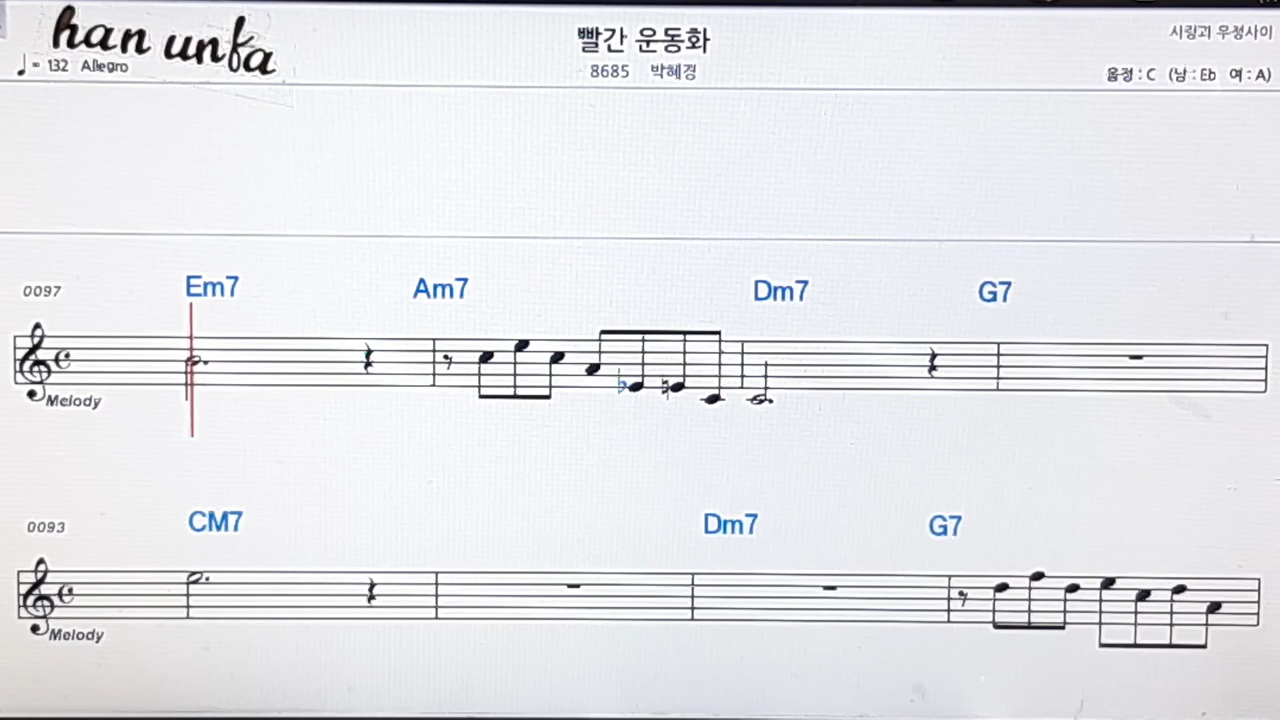 han unfa
♩= 132 Allegro
빨간 운동화
8685 박혜경
시랑과 우정사이
음정 : C (남 : Eb 여 : A)
0097 Em7 Am7 Dm7 G7
Melody
0093 CM7 Dm7 G7
Melody